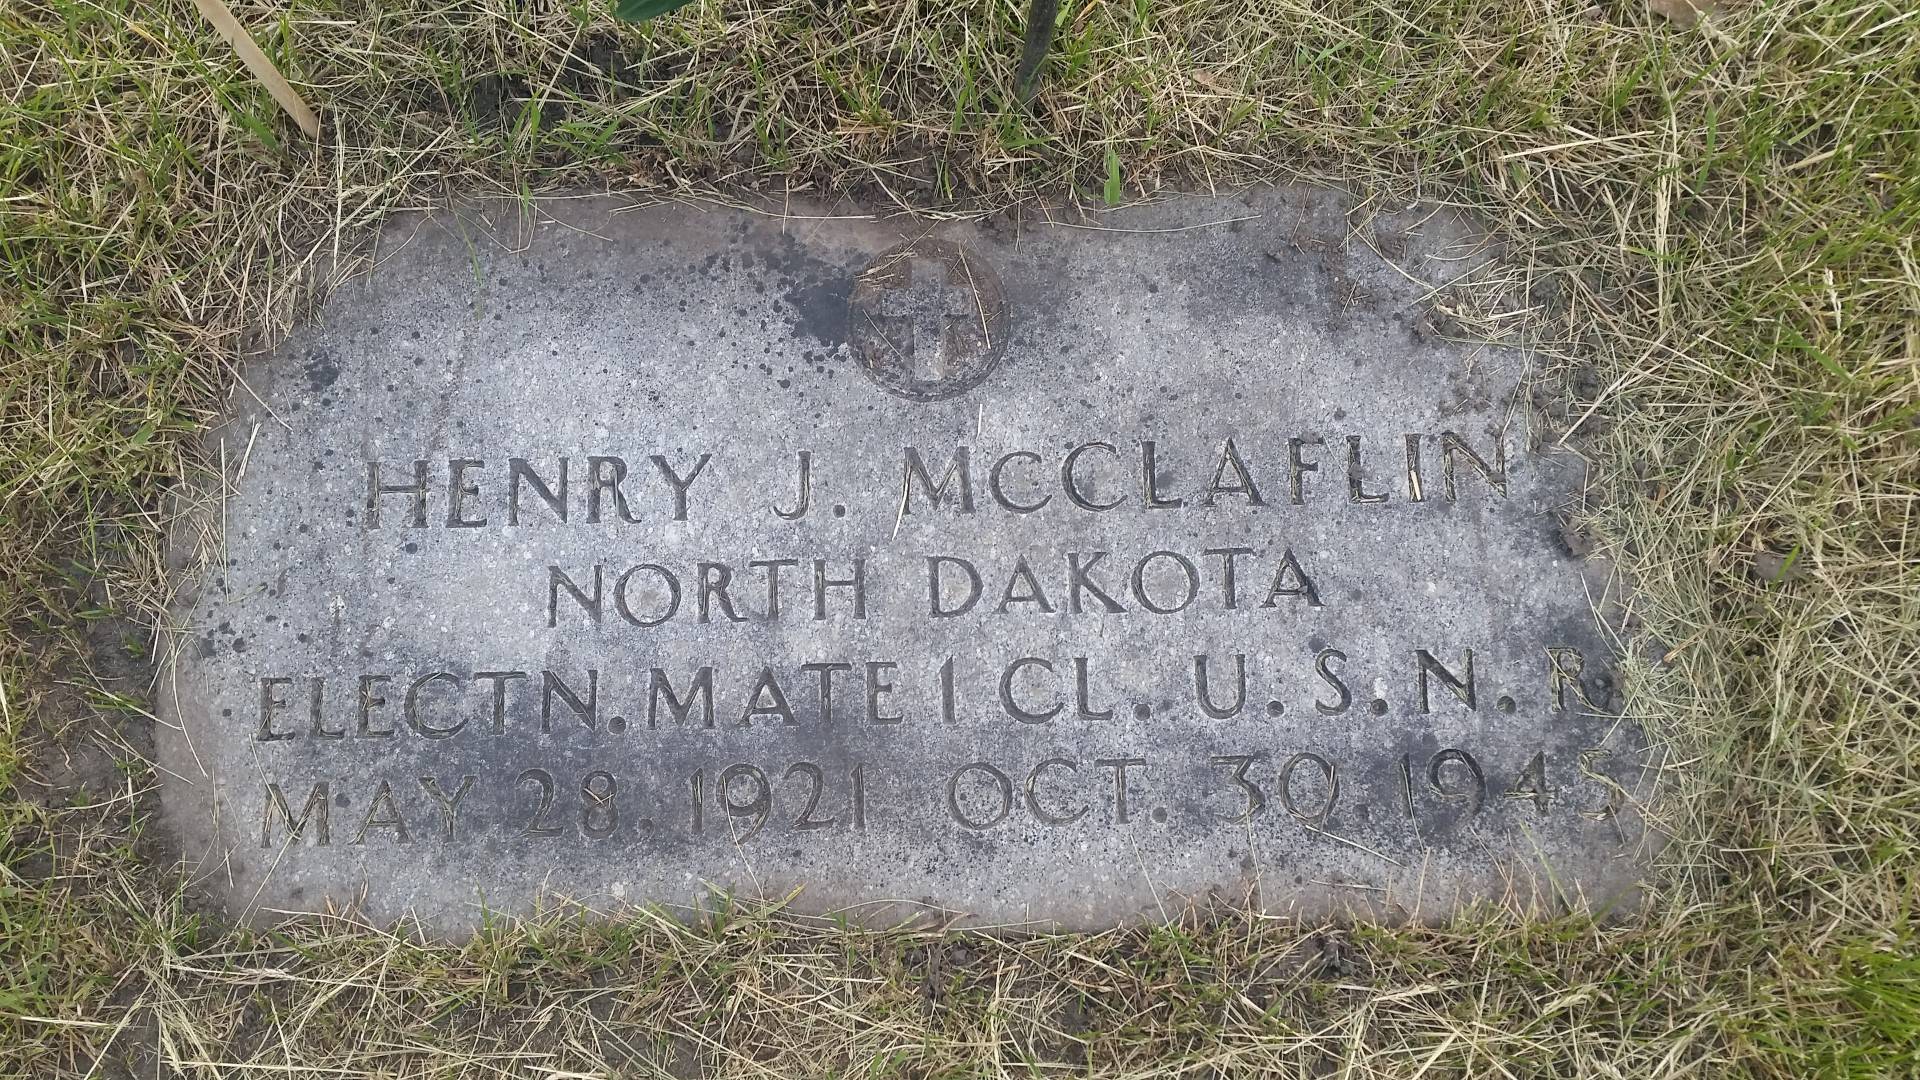 HENRY J. MCCLAFLIN
NORTH DAKOTA
ELECTN. MATE 1 CL. U.S.N.R.
MAY 28. 1921 OCT. 30. 1945